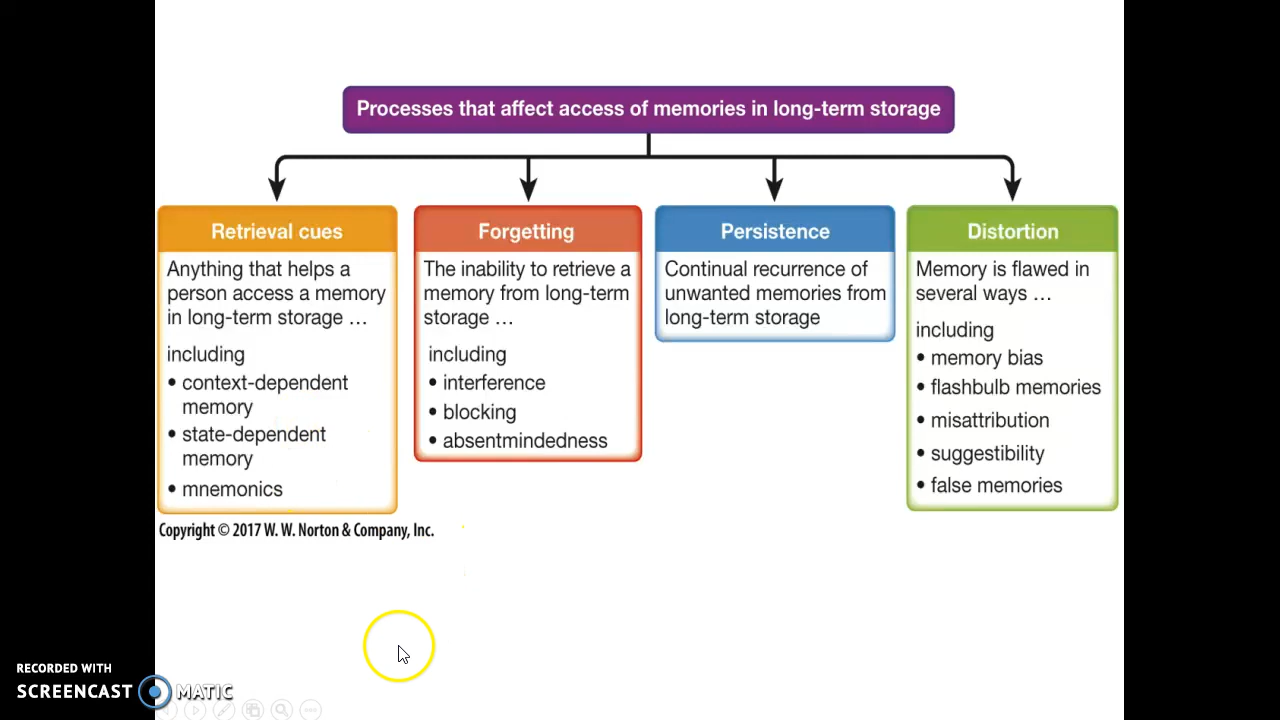 Processes that affect access of memories in long-term storage
Retrieval cues
Anything that helps a
person access a memory
in long-term storage …
including
• context-dependent
memory
• state-dependent
memory
• mnemonics
Forgetting
The inability to retrieve a
memory from long-term
storage …
including
• interference
• blocking
• absentmindedness
Persistence
Continual recurrence of
unwanted memories from
long-term storage
Distortion
Memory is flawed in
several ways …
including
• memory bias
• flashbulb memories
• misattribution
• suggestibility
• false memories
Copyright © 2017 W. W. Norton & Company, Inc.
RECORDED WITH
SCREENCAST MATIC